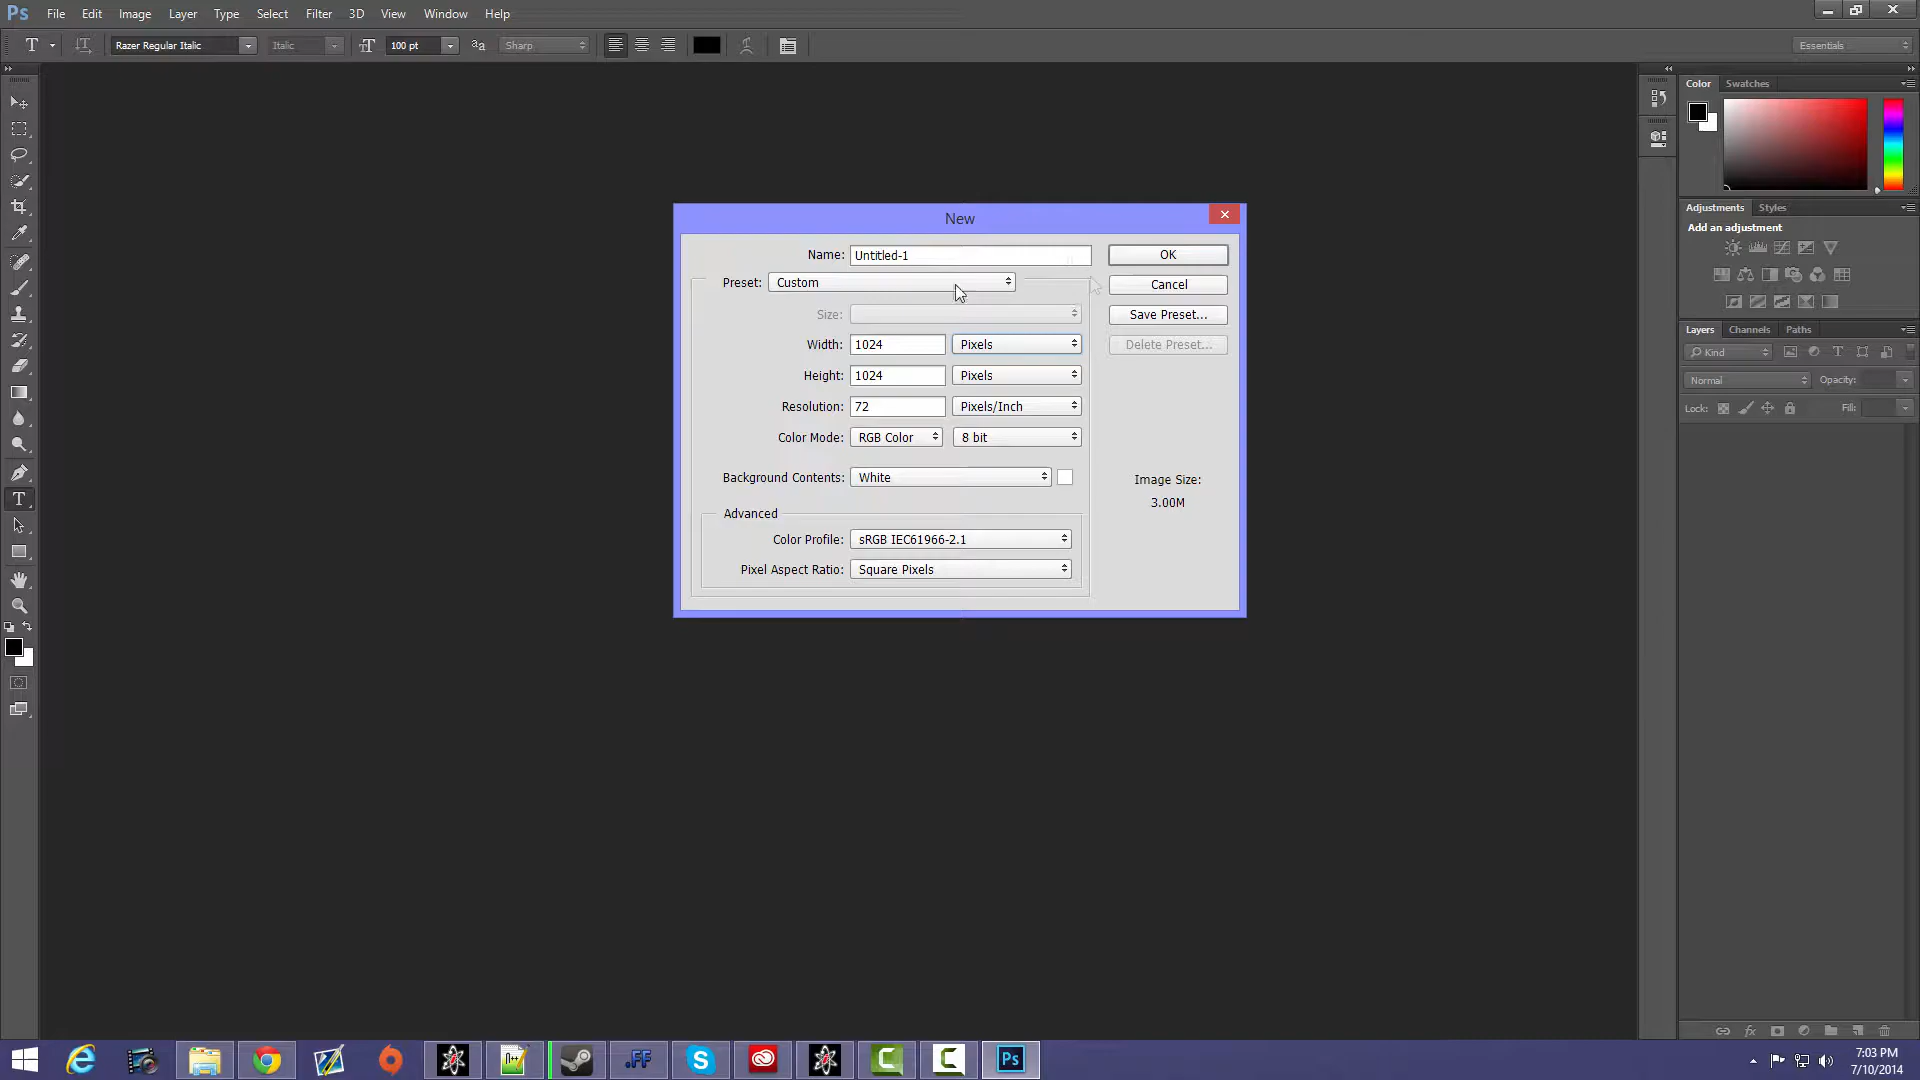 Ps File Edit Image Layer Type Select Filter 3D View Window Help
T Razer Regular Italic Italic 100 pt Sharp Essentials
Color Swatches
Adjustments Styles
Add an adjustment
Layers Channels Paths
Kind
Normal Opacity:
Lock: Fill:
New
Name: Untitled-1 OK
Preset: Custom Cancel
Size: Save Preset...
Width: 1024 Pixels Delete Preset...
Height: 1024 Pixels
Resolution: 72 Pixels/Inch
Color Mode: RGB Color 8 bit
Background Contents: White
Image Size:
3.00M
Advanced
Color Profile: sRGB IEC61966-2.1
Pixel Aspect Ratio: Square Pixels
.FF Ps
7:03 PM
7/10/2014